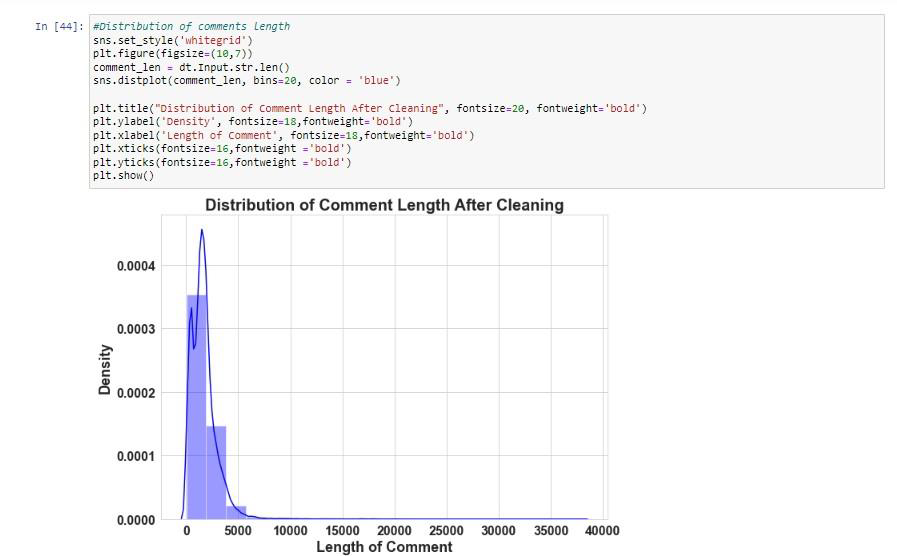 In [44]: #Distribution of comments length
sns.set_style('whitegrid')
plt.figure(figsize=(10,7))
comment_len = dt.Input.str.len()
sns.distplot(comment_len, bins=20, color = 'blue')
plt.title("Distribution of Comment Length After Cleaning", fontsize=20, fontweight='bold')
plt.ylabel('Density', fontsize=18,fontweight='bold')
plt.xlabel('Length of Comment', fontsize=18,fontweight='bold')
plt.xticks(fontsize=16,fontweight ='bold')
plt.yticks(fontsize=16,fontweight ='bold')
plt.show()
Distribution of Comment Length After Cleaning
0.0004
0.0003
0.0002
0.0001
0.0000
Density
0 5000 10000 15000 20000 25000 30000 35000 40000
Length of Comment